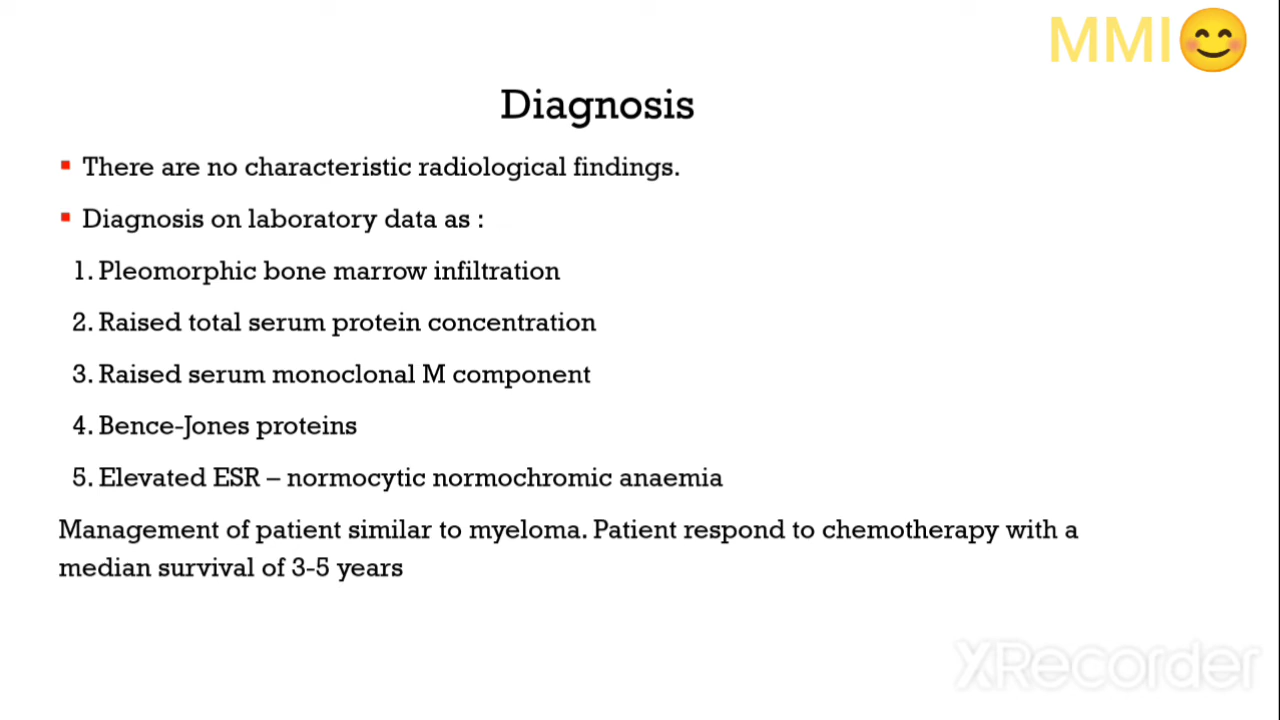 MMI😊
Diagnosis
▪ There are no characteristic radiological findings.
▪ Diagnosis on laboratory data as :
1. Pleomorphic bone marrow infiltration
2. Raised total serum protein concentration
3. Raised serum monoclonal M component
4. Bence-Jones proteins
5. Elevated ESR – normocytic normochromic anaemia
Management of patient similar to myeloma. Patient respond to chemotherapy with a
median survival of 3-5 years
XRecorder